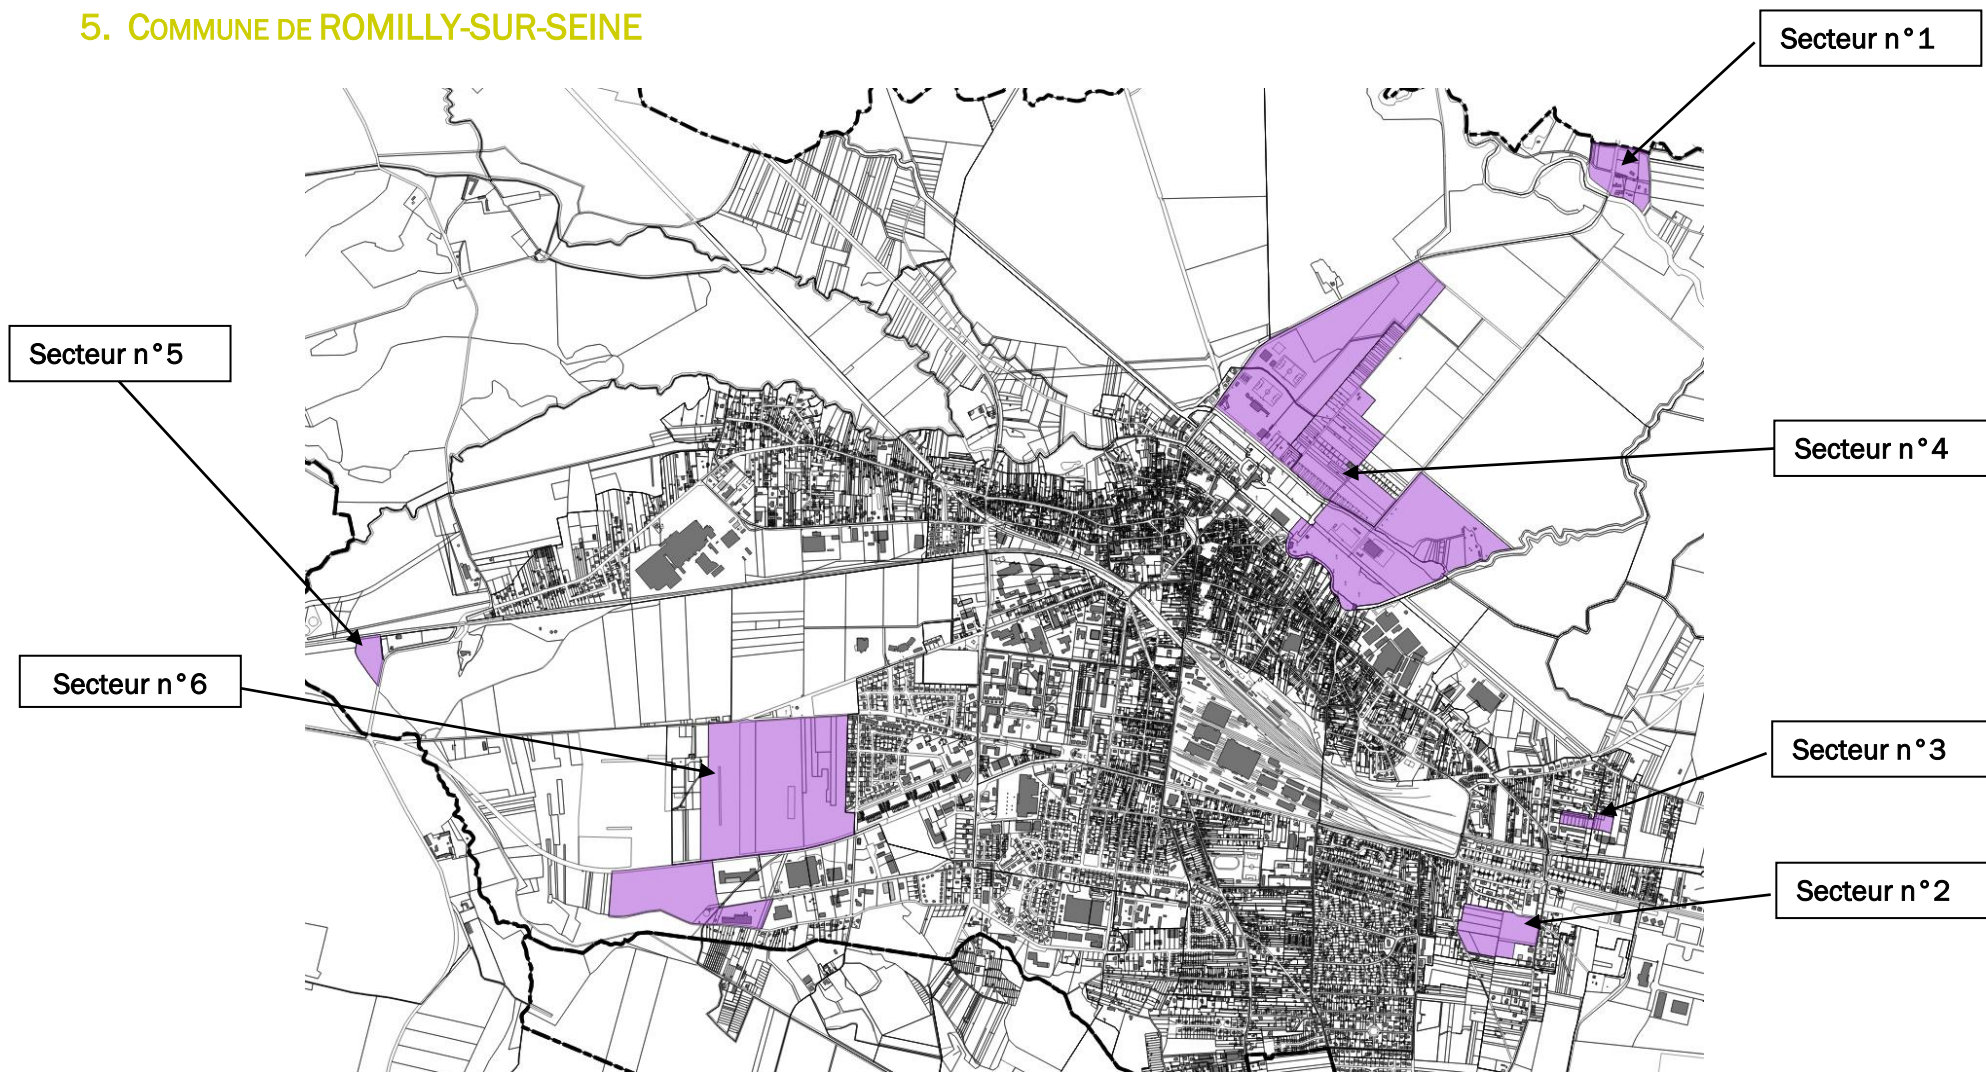 5. COMMUNE DE ROMILLY-SUR-SEINE
Secteur n°1
Secteur n°5
Secteur n°4
Secteur n°6
Secteur n°3
Secteur n°2